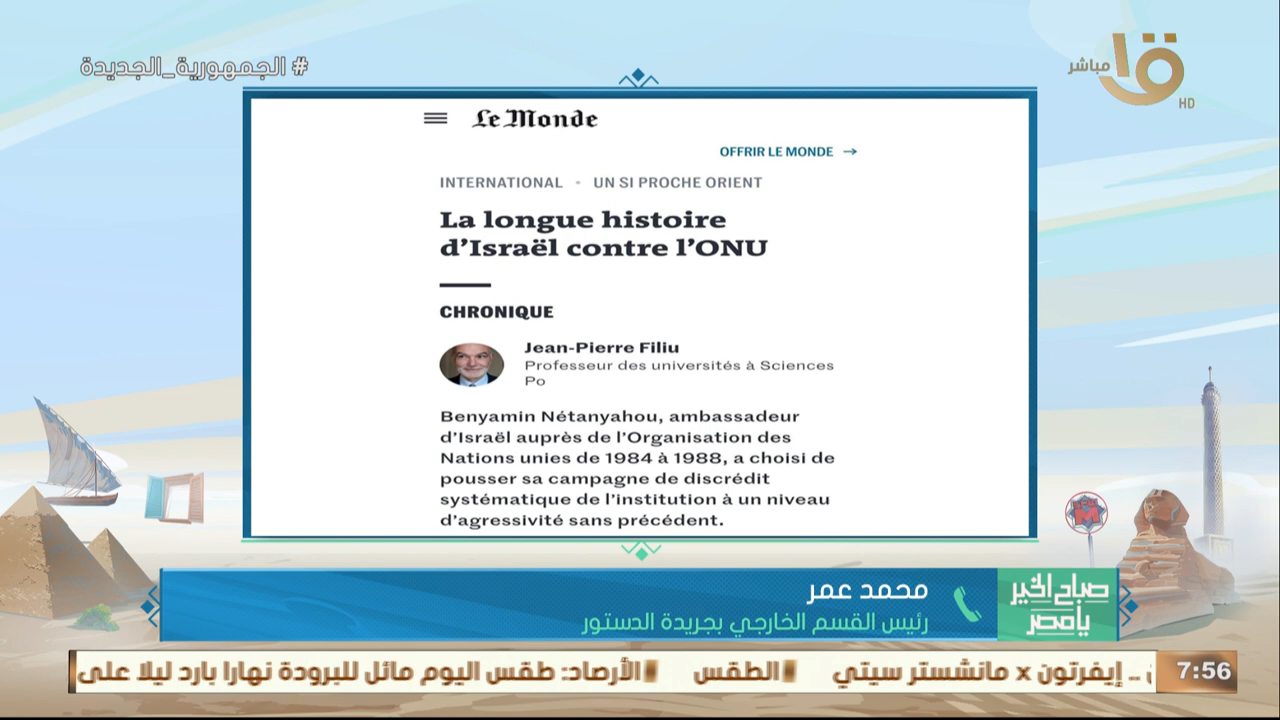 # الجمهورية_الجديدة
مباشر
HD
Le Monde
OFFRIR LE MONDE →
INTERNATIONAL • UN SI PROCHE ORIENT
La longue histoire
d’Israël contre l’ONU
CHRONIQUE
Jean-Pierre Filiu
Professeur des universités à Sciences
Po
Benyamin Nétanyahou, ambassadeur
d’Israël auprès de l’Organisation des
Nations unies de 1984 à 1988, a choisi de
pousser sa campagne de discrédit
systématique de l’institution à un niveau
d’agressivité sans précédent.
محمد عمر
رئيس القسم الخارجي بجريدة الدستور
صباح الخير
يا مصر
.. إيفرتون x مانشستر سيتي الطقس الأرصاد: طقس اليوم مائل للبرودة نهارا بارد ليلا على
7:56